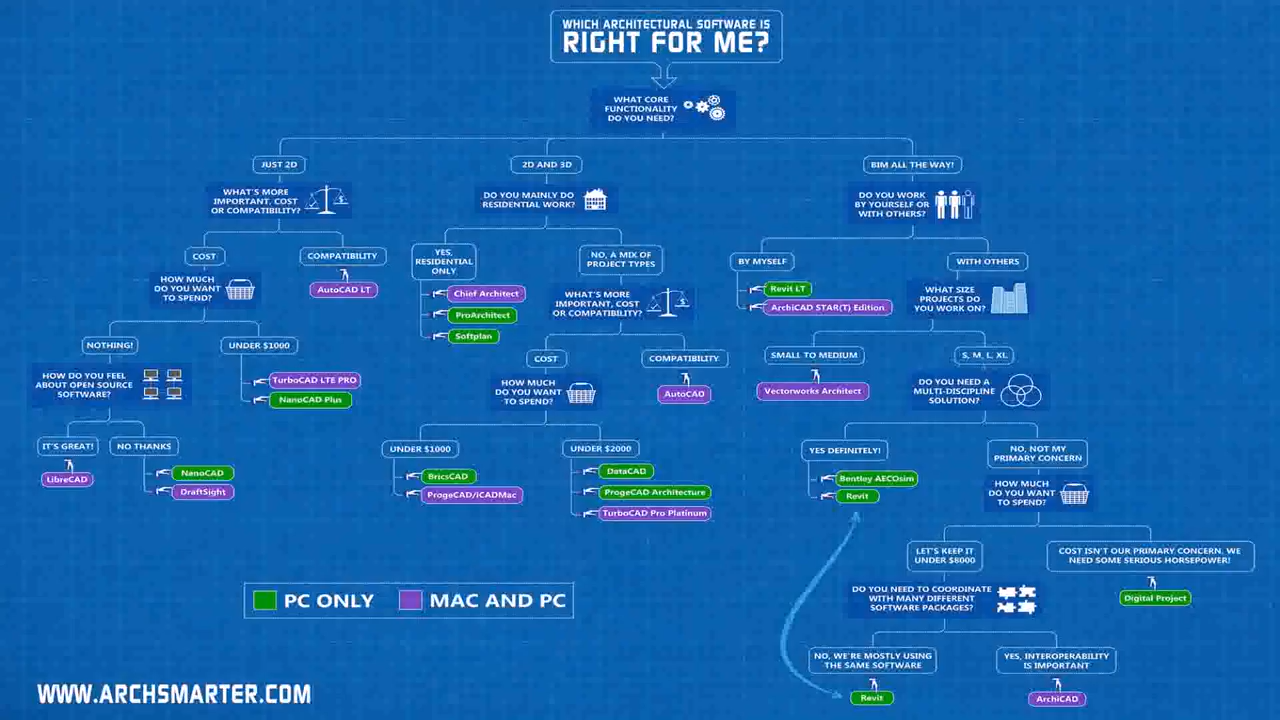 WHICH ARCHITECTURAL SOFTWARE IS
RIGHT FOR ME?
WHAT CORE
FUNCTIONALITY
DO YOU NEED?
JUST 2D
2D AND 3D
BIM ALL THE WAY!
WHAT'S MORE
IMPORTANT, COST
OR COMPATIBILITY?
DO YOU MAINLY DO
RESIDENTIAL WORK?
DO YOU WORK
BY YOURSELF OR
WITH OTHERS?
COST
COMPATIBILITY
AutoCAD LT
YES,
RESIDENTIAL
ONLY
NO, A MIX OF
PROJECT TYPES
BY MYSELF
WITH OTHERS
HOW MUCH
DO YOU WANT
TO SPEND?
Chief Architect
ProArchitect
Softplan
WHAT'S MORE
IMPORTANT, COST
OR COMPATIBILITY?
Revit LT
ArchiCAD STAR(T) Edition
WHAT SIZE
PROJECTS DO
YOU WORK ON?
NOTHING!
UNDER $1000
TurboCAD LTE PRO
NanoCAD Plus
COST
COMPATIBILITY
AutoCAD
SMALL TO MEDIUM
Vectorworks Architect
S, M, L, XL
HOW DO YOU FEEL
ABOUT OPEN SOURCE
SOFTWARE?
HOW MUCH
DO YOU WANT
TO SPEND?
DO YOU NEED A
MULTI-DISCIPLINE
SOLUTION?
IT'S GREAT!
LibreCAD
NO THANKS
NanoCAD
DraftSight
UNDER $1000
BricsCAD
ProgeCAD/iCADMac
UNDER $2000
DataCAD
ProgeCAD Architecture
TurboCAD Pro Platinum
YES DEFINITELY!
Bentley AECOsim
Revit
NO, NOT MY
PRIMARY CONCERN
HOW MUCH
DO YOU WANT
TO SPEND?
LET'S KEEP IT
UNDER $8000
COST ISN'T OUR PRIMARY CONCERN, WE
NEED SOME SERIOUS HORSEPOWER!
Digital Project
DO YOU NEED TO COORDINATE
WITH MANY DIFFERENT
SOFTWARE PACKAGES?
NO, WE'RE MOSTLY USING
THE SAME SOFTWARE
Revit
YES, INTEROPERABILITY
IS IMPORTANT
ArchiCAD
PC ONLY
MAC AND PC
WWW.ARCHSMARTER.COM